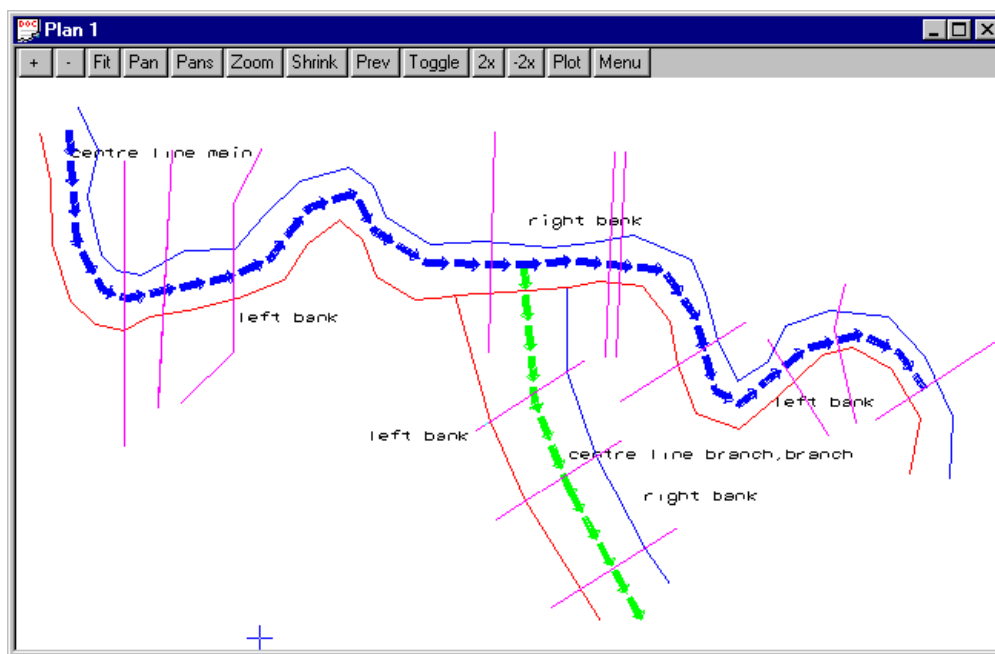 Plan 1
+ - Fit Pan Pans Zoom Shrink Prev Toggle 2x -2x Plot Menu
centre line main
right bank
left bank
left bank
left bank
centre line branch,branch
right bank